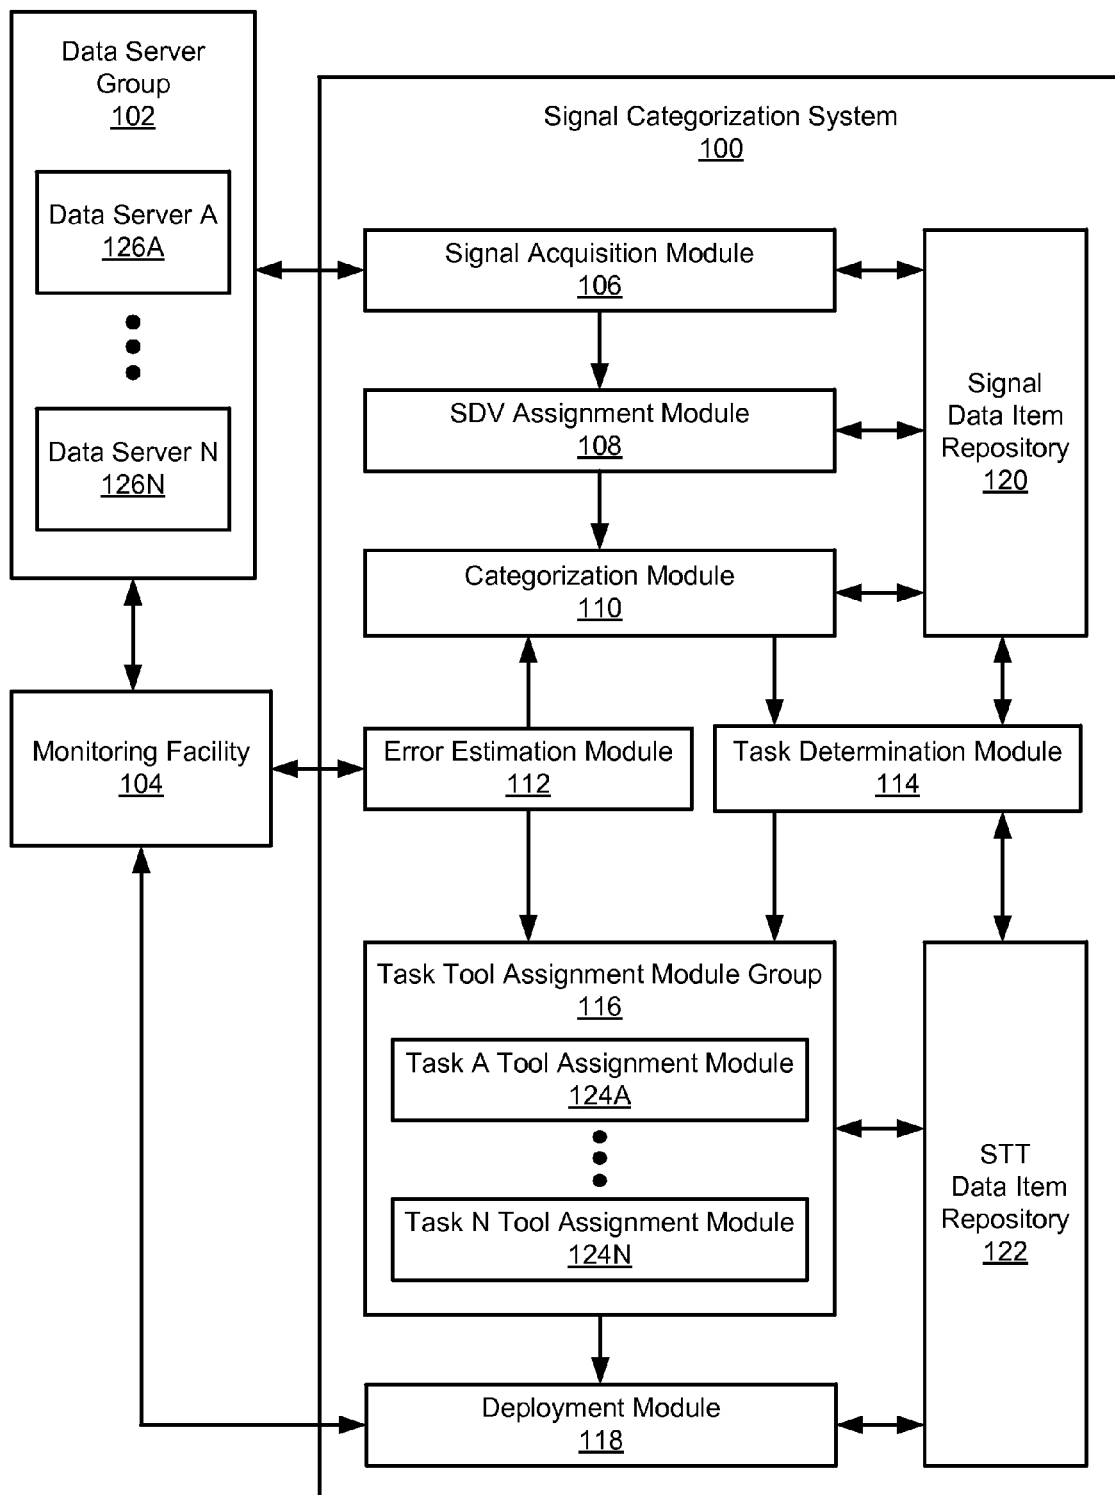 Data Server
Group
102
Data Server A
126A
Data Server N
126N
Monitoring Facility
104
Signal Categorization System
100
Signal Acquisition Module
106
SDV Assignment Module
108
Categorization Module
110
Signal
Data Item
Repository
120
Error Estimation Module
112
Task Determination Module
114
Task Tool Assignment Module Group
116
Task A Tool Assignment Module
124A
Task N Tool Assignment Module
124N
STT
Data Item
Repository
122
Deployment Module
118